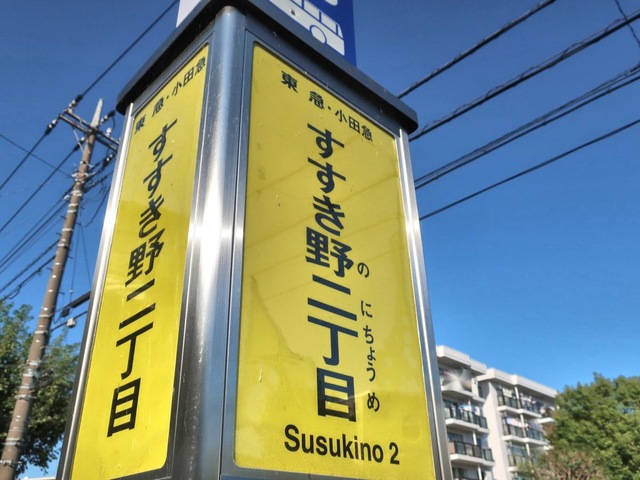 東急・小田急
すすき野二丁目
東急・小田急
すすき野二丁目
の にちょうめ
Susukino 2